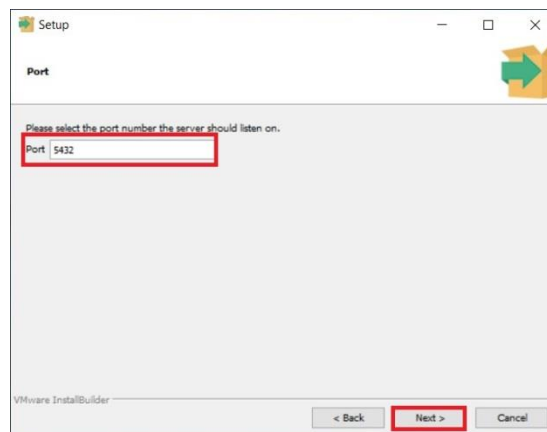 Setup
Port
Please select the port number the server should listen on.
Port 5432
VMware InstallBuilder
< Back Next > Cancel